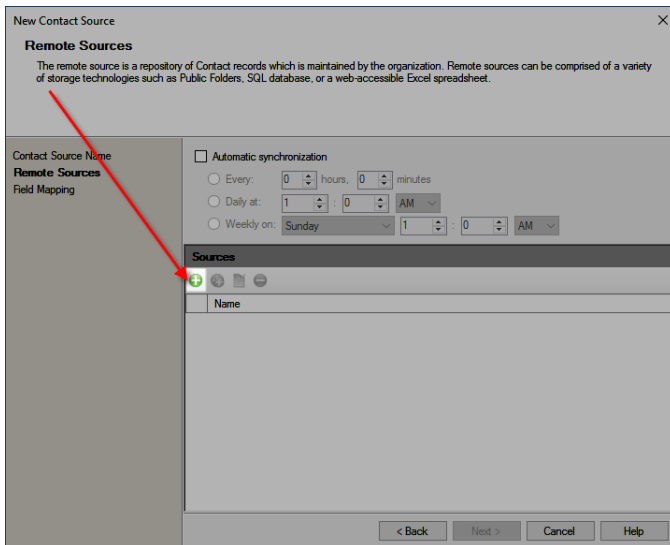 New Contact Source
Remote Sources
The remote source is a repository of Contact records which is maintained by the organization. Remote sources can be comprised of a variety
of storage technologies such as Public Folders, SQL database, or a web-accessible Excel spreadsheet.
Contact Source Name
Remote Sources
Field Mapping
Automatic synchronization
Every: 0 hours, 0 minutes
Daily at: 1 : 0 AM
Weekly on: Sunday 1 : 0 AM
Sources
Name
< Back Next > Cancel Help